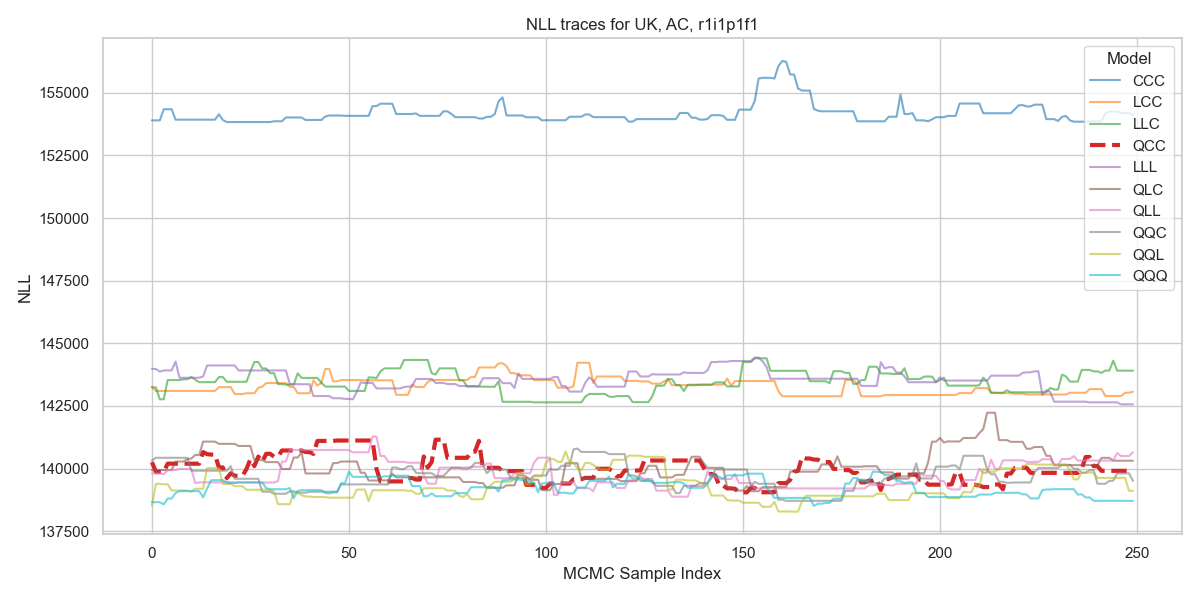 NLL traces for UK, AC, r1i1p1f1
Model
CCC
LCC
LLC
QCC
LLL
QLC
QLL
QQC
QQL
QQQ
NLL
155000
152500
150000
147500
145000
142500
140000
137500
0
50
100
150
200
250
MCMC Sample Index